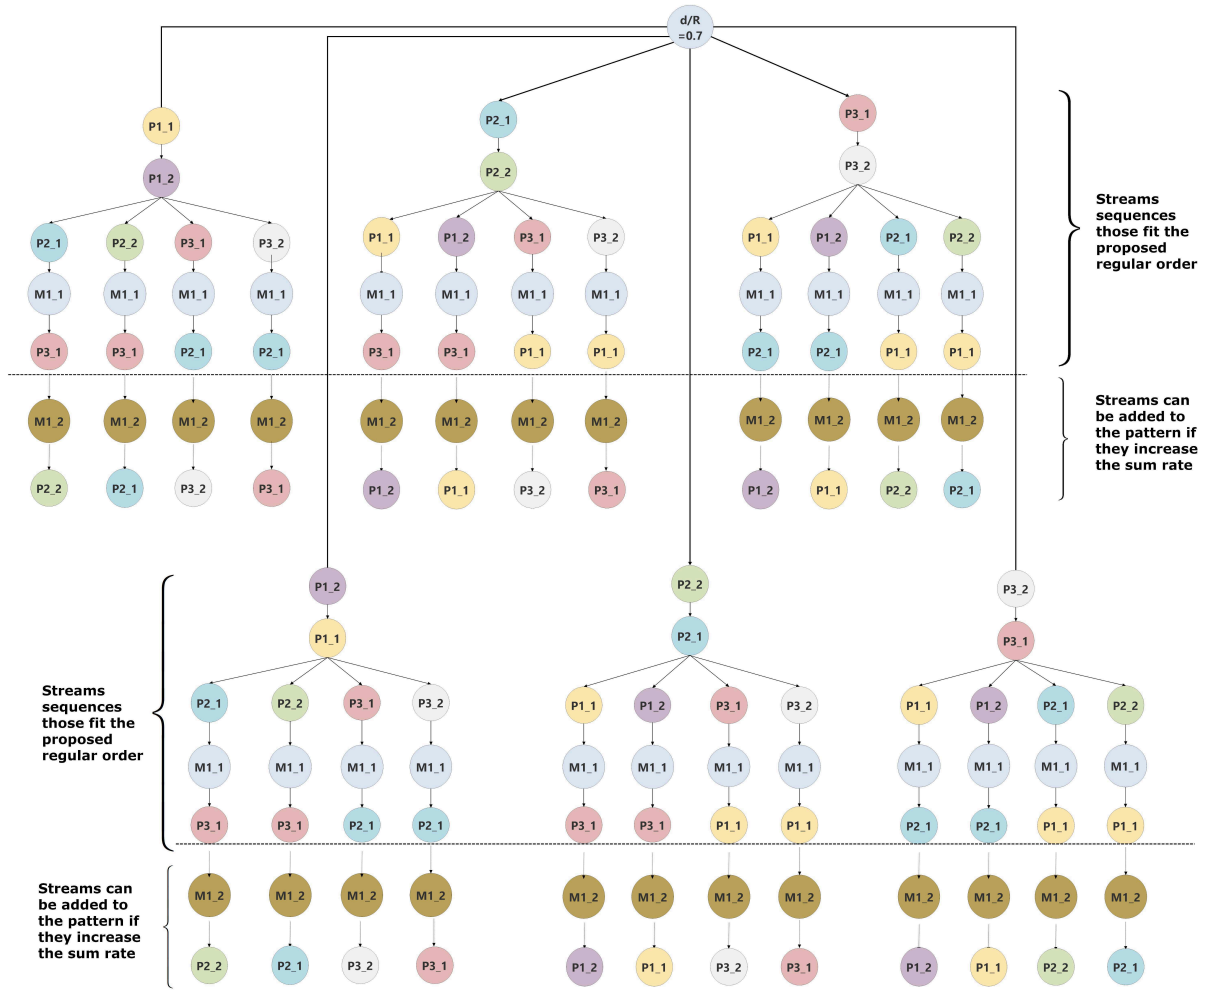 d/R
=0.7
P1_1
P1_2
P2_1 P2_2 P3_1 P3_2
M1_1 M1_1 M1_1 M1_1
P3_1 P3_1 P2_1 P2_1
M1_2 M1_2 M1_2 M1_2
P2_2 P2_1 P3_2 P3_1
P2_1
P2_2
P1_1 P1_2 P3_1 P3_2
M1_1 M1_1 M1_1 M1_1
P3_1 P3_1 P1_1 P1_1
M1_2 M1_2 M1_2 M1_2
P1_2 P1_1 P3_2 P3_1
P3_1
P3_2
P1_1 P1_2 P2_1 P2_2
M1_1 M1_1 M1_1 M1_1
P2_1 P2_1 P1_1 P1_1
M1_2 M1_2 M1_2 M1_2
P1_2 P1_1 P2_2 P2_1
Streams
sequences
those fit the
proposed
regular order
Streams can
be added to
the pattern if
they increase
the sum rate
Streams
sequences
those fit the
proposed
regular order
Streams can
be added to
the pattern if
they increase
the sum rate
P1_2
P1_1
P2_1 P2_2 P3_1 P3_2
M1_1 M1_1 M1_1 M1_1
P3_1 P3_1 P2_1 P2_1
M1_2 M1_2 M1_2 M1_2
P2_2 P2_1 P3_2 P3_1
P2_2
P2_1
P1_1 P1_2 P3_1 P3_2
M1_1 M1_1 M1_1 M1_1
P3_1 P3_1 P1_1 P1_1
M1_2 M1_2 M1_2 M1_2
P1_2 P1_1 P3_2 P3_1
P3_2
P3_1
P1_1 P1_2 P2_1 P2_2
M1_1 M1_1 M1_1 M1_1
P2_1 P2_1 P1_1 P1_1
M1_2 M1_2 M1_2 M1_2
P1_2 P1_1 P2_2 P2_1